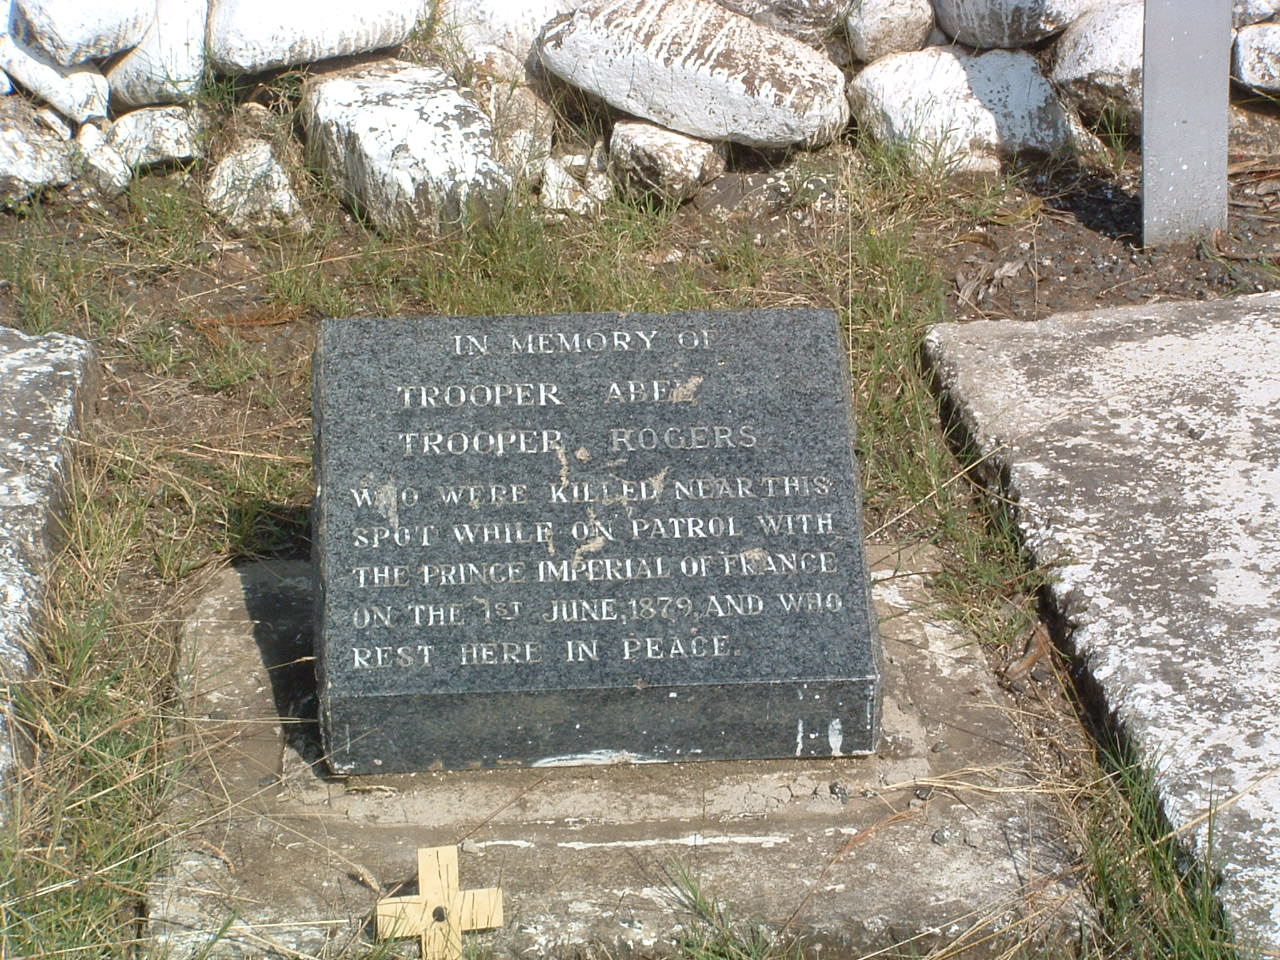 IN MEMORY OF
TROOPER ABEL
TROOPER ROGERS
WHO WERE KILLED NEAR THIS
SPOT WHILE ON PATROL WITH
THE PRINCE IMPERIAL OF FRANCE
ON THE 1ST JUNE, 1879, AND WHO
REST HERE IN PEACE.